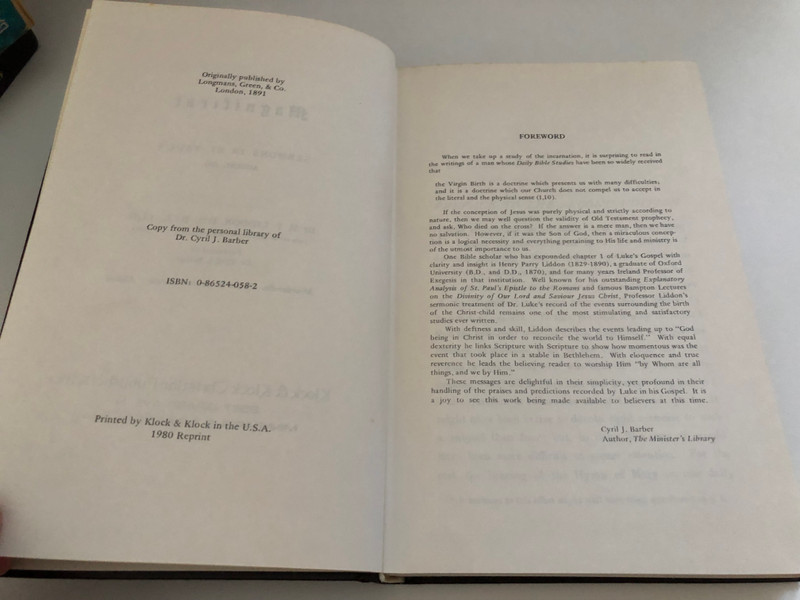 Originally published by
Longmans, Green, & Co.
London, 1891
Copy from the personal library of
Dr. Cyril J. Barber
ISBN: 0-86524-058-2
Printed by Klock & Klock in the U.S.A.
1980 Reprint
FOREWORD
When we take up a study of the incarnation, it is surprising to read in
the writings of a man whose Daily Bible Studies have been so widely received
that
the Virgin Birth is a doctrine which presents us with many difficulties,
and it is a doctrine which our Church does not compel us to accept in
the literal and the physical sense (1,10).
If the conception of Jesus was purely physical and strictly according to
nature, then we may well question the validity of Old Testament prophecy,
and ask, Who died on the cross? If the answer is a mere man, then we have
no salvation. However, if it was the Son of God, then a miraculous concep-
tion is a logical necessity and everything pertaining to His life and ministry is
of the utmost importance to us.
One Bible scholar who has expounded chapter 1 of Luke's Gospel with
clarity and insight is Henry Parry Liddon (1829-1890), a graduate of Oxford
University (B.D., and D.D., 1870), and for many years Ireland Professor of
Exegesis in that institution. Well known for his outstanding Explanatory
Analysis of St. Paul's Epistle to the Romans and famous Bampton Lectures
on the Divinity of Our Lord and Saviour Jesus Christ, Professor Liddon's
sermonic treatment of Dr. Luke's record of the events surrounding the birth
of the Christ-child remains one of the most stimulating and satisfactory
studies ever written.
With deftness and skill, Liddon describes the events leading up to "God
being in Christ in order to reconcile the world to Himself." With equal
dexterity he links Scripture with Scripture to show how momentous was the
event that took place in a stable in Bethlehem. With eloquence and true
reverence he leads the believing reader to worship Him "by Whom are all
things, and we by Him."
These messages are delightful in their simplicity, yet profound in their
handling of the praises and predictions recorded by Luke in his Gospel. It is
a joy to see this work being made available to believers at this time.
Cyril J. Barber
Author, The Minister's Library